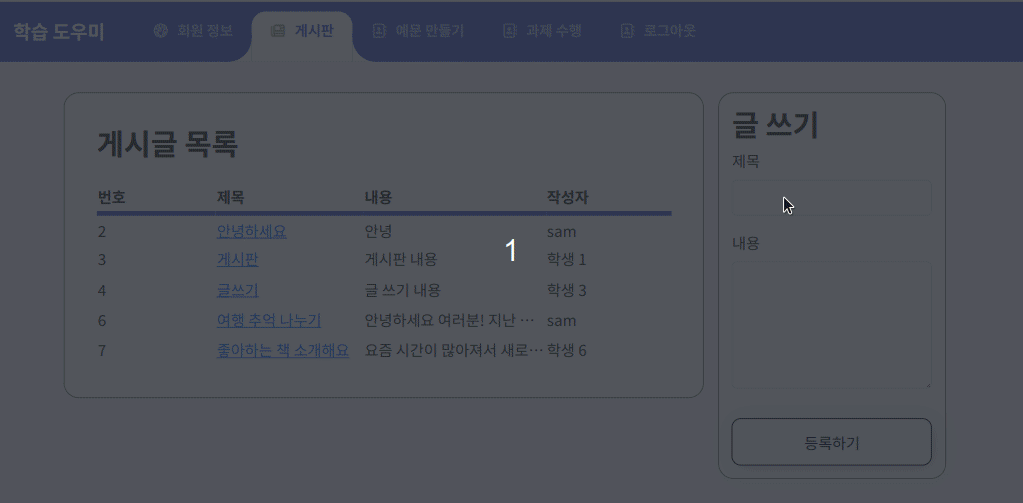 학습 도우미 회원 정보 게시판 예문 만들기 과제 수행 로그아웃
게시글 목록
번호 제목 내용 작성자
2 안녕하세요 안녕 sam
3 게시판 게시판 내용 학생 1
4 글쓰기 글 쓰기 내용 학생 3
6 여행 추억 나누기 안녕하세요 여러분! 지난 … sam
7 좋아하는 책 소개해요 요즘 시간이 많아져서 새로… 학생 6
1
글 쓰기
제목
내용
등록하기